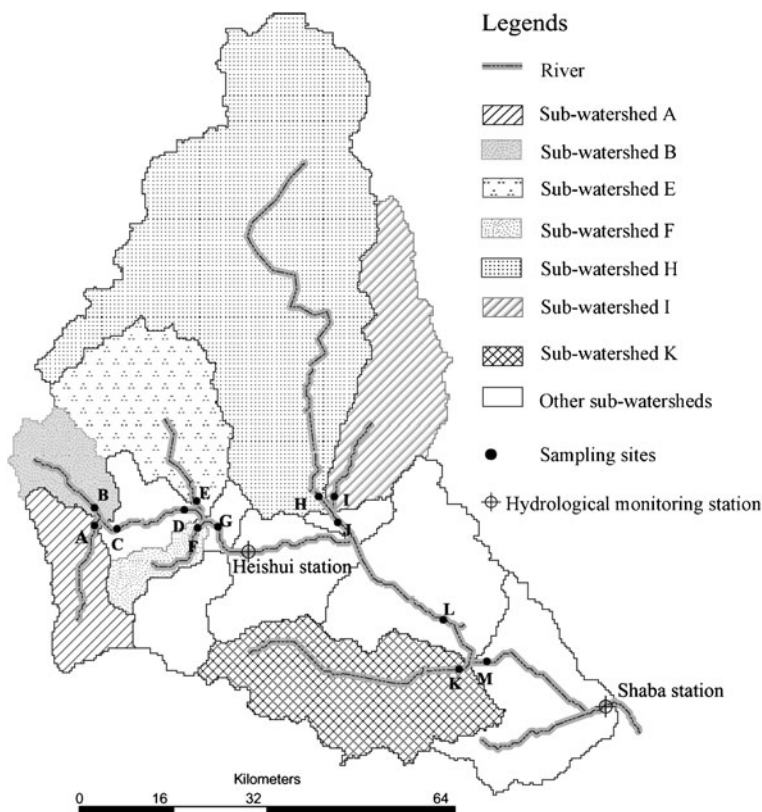 Legends
River
Sub-watershed A
Sub-watershed B
Sub-watershed E
Sub-watershed F
Sub-watershed H
Sub-watershed I
Sub-watershed K
Other sub-watersheds
Sampling sites
Hydrological monitoring station
B
E
H
I
A
C
D
G
F
J
Heishui station
L
K
M
Shaba station
Kilometers
0 16 32 64